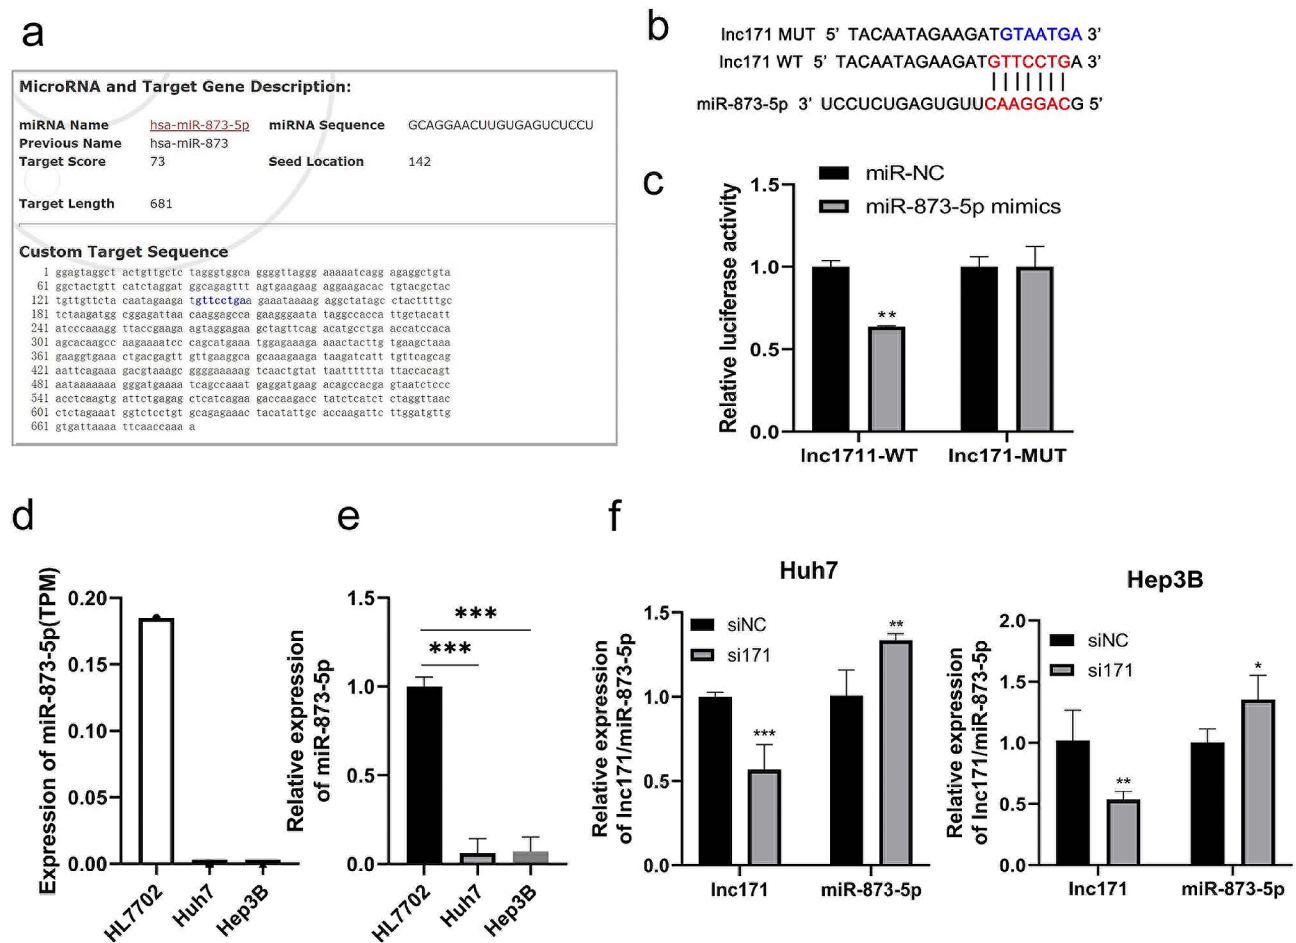 a
MicroRNA and Target Gene Description:
miRNA Name hsa-miR-873-5p miRNA Sequence GCAGGAACUUGUGAGUCUCCU
Previous Name hsa-miR-873
Target Score 73 Seed Location 142
Target Length 681
Custom Target Sequence
1 ggagtaggct actgttgctc tagggtggca ggggttaggg aaaaatcagg agaggctgta
61 ggctactgtt catctaggat ggcagagttt agtgaagaag aggaagacac tgtacgctac
121 tgttgttcta caatagaaga tgttcctgaa gaaataaaag aggctatagc ctacttttgc
181 tctaagatgg cggagattaa caaggagcca gaagggaata taggccacca ttgctacatt
241 atcccaaagg ttaccgaaga agtaggagaa gctagttcag acatgcctga accatccaca
301 agcacaagcc aagaaatccc cagcatgaaa tggagaaaga aaactacttg tgaagctaaa
361 gaaggtgaaa ctgacgagtt gttgaaggca gcaaagaaga taagatcatt tgttcagcag
421 aattcagaaa gacgtaaagc ggggaaaaag tcaactgtat taatttttta ttaccacagt
481 aataaaaaaa gggatgaaaa tcagccaaat gaggatgaag acagccacga gtaatctccc
541 acctcaagtg attctgagag ctcatcagaa gaccaagacc tatctcatct ctaggttaac
601 ctctagaaat ggtctcctgt gcagagaaac tacatattgc accaagattc ttggatgttg
661 gtgattaaaa ttcaaccaaa a
b
lnc171 MUT 5' TACAATAGAAGATGTAATGA 3'
lnc171 WT 5' TACAATAGAAGATGTTCCTGA 3'
miR-873-5p 3' UCCUCUGAGUGUUCAAGGACG 5'
c
miR-NC
miR-873-5p mimics
Relative luciferase activity
1.5
1.0
0.5
0.0
**
lnc1711-WT lnc171-MUT
d
Expression of miR-873-5p(TPM)
0.20
0.15
0.10
0.05
0.00
HL7702 Huh7 Hep3B
e
Relative expression
of miR-873-5p
1.5
1.0
0.5
0.0
***
***
HL7702 Huh7 Hep3B
f
Huh7
Relative expression
of lnc171/miR-873-5p
1.5
1.0
0.5
0.0
siNC
si171
***
**
lnc171 miR-873-5p
Hep3B
Relative expression
of lnc171/miR-873-5p
2.0
1.5
1.0
0.5
0.0
siNC
si171
**
*
lnc171 miR-873-5p